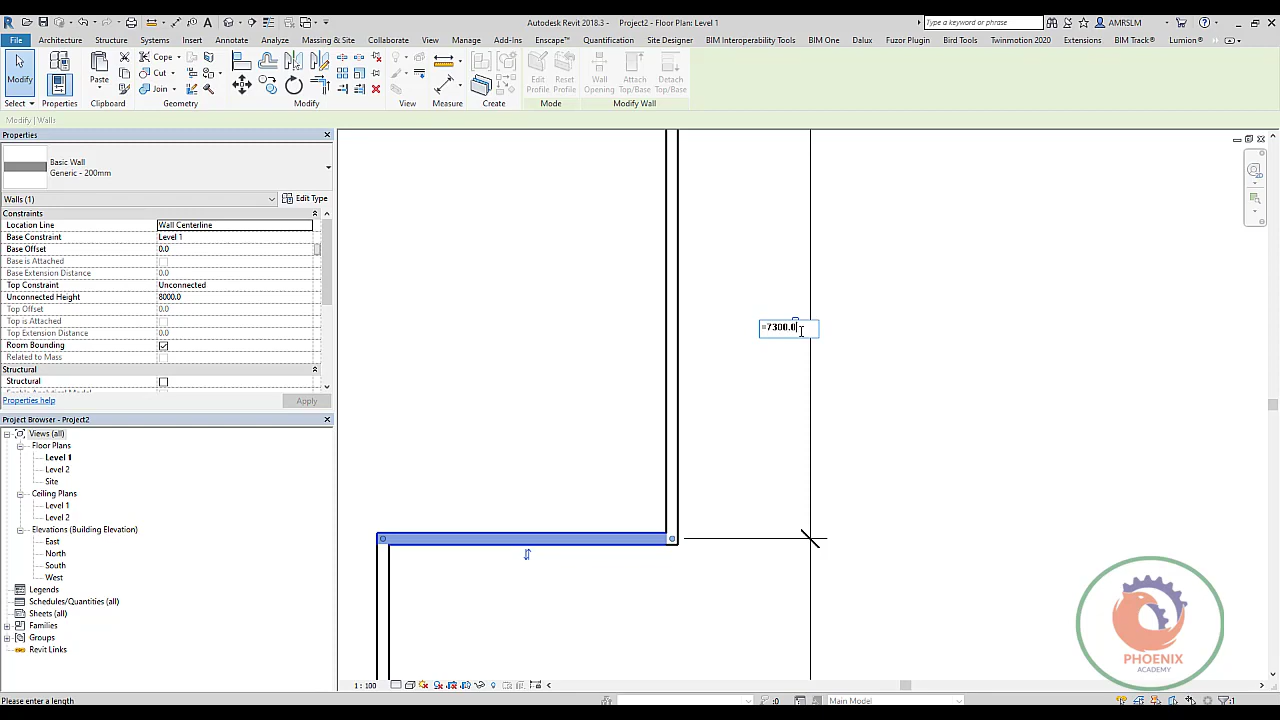 Autodesk Revit 2018.3 - Project2 - Floor Plan: Level 1
Type a keyword or phrase
AMRSLM
File Architecture Structure Systems Insert Annotate Analyze Massing & Site Collaborate View Manage Add-Ins Enscape™ Quantification Site Designer BIM Interoperability Tools BIM One Dalux Fuzor Plugin Bird Tools Twinmotion 2020 Extensions BIM Track® Lumion®
Modify
Properties
Paste
Cope
Cut
Join
Edit Profile
Reset Profile
Wall Opening
Attach Top/Base
Detach Top/Base
Select
Properties
Clipboard
Geometry
Modify
View
Measure
Create
Mode
Modify Wall
Modify | Walls
Properties
Basic Wall
Generic - 200mm
Walls (1)
Edit Type
Constraints
Location Line Wall Centerline
Base Constraint Level 1
Base Offset 0.0
Base is Attached
Base Extension Distance 0.0
Top Constraint Unconnected
Unconnected Height 8000.0
Top Offset 0.0
Top is Attached
Top Extension Distance 0.0
Room Bounding
Related to Mass
Structural
Structural
Properties help
Apply
Project Browser - Project2
Views (all)
Floor Plans
Level 1
Level 2
Site
Ceiling Plans
Level 1
Level 2
Elevations (Building Elevation)
East
North
South
West
Legends
Schedules/Quantities (all)
Sheets (all)
Families
Groups
Revit Links
=7300.0
PHOENIX
ACADEMY
1 : 100
Please enter a length
:0
Main Model
:1